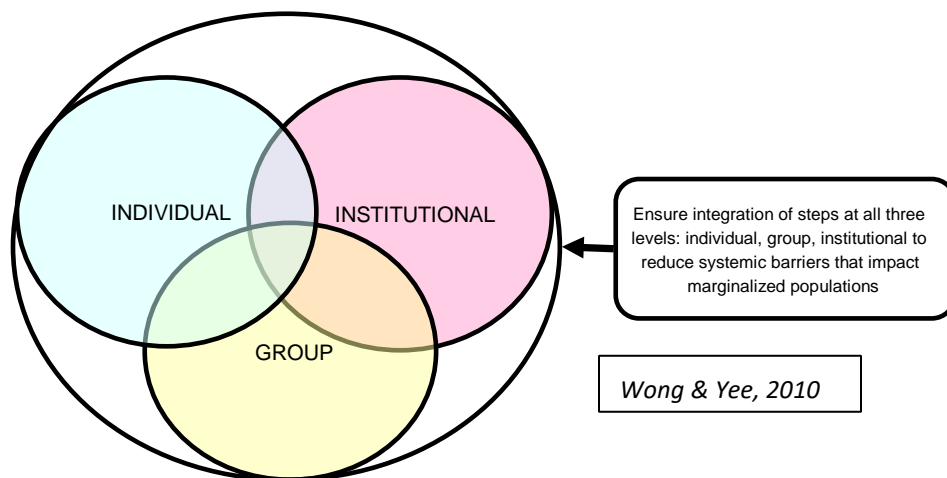 INDIVIDUAL
INSTITUTIONAL
GROUP
Ensure integration of steps at all three
levels: individual, group, institutional to
reduce systemic barriers that impact
marginalized populations
Wong & Yee, 2010